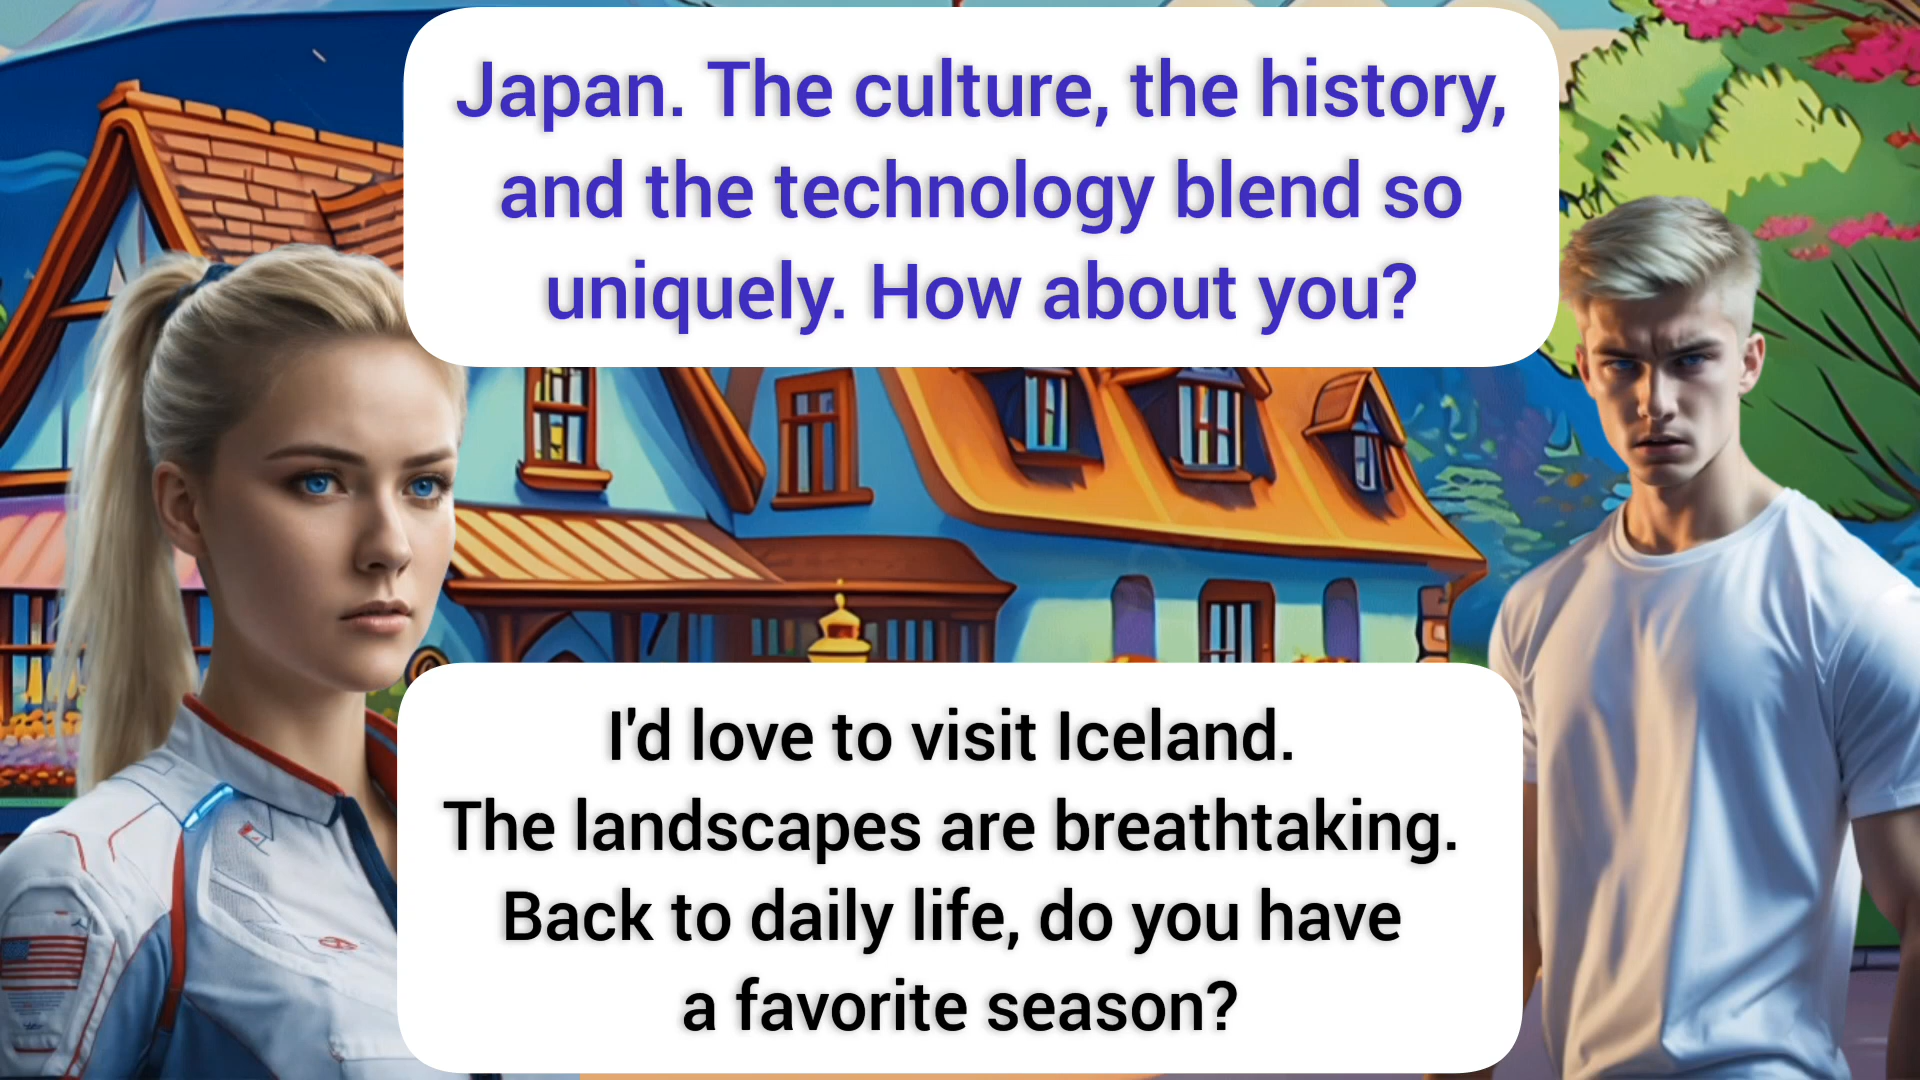 Japan. The culture, the history,
and the technology blend so
uniquely. How about you?
I'd love to visit Iceland.
The landscapes are breathtaking.
Back to daily life, do you have
a favorite season?